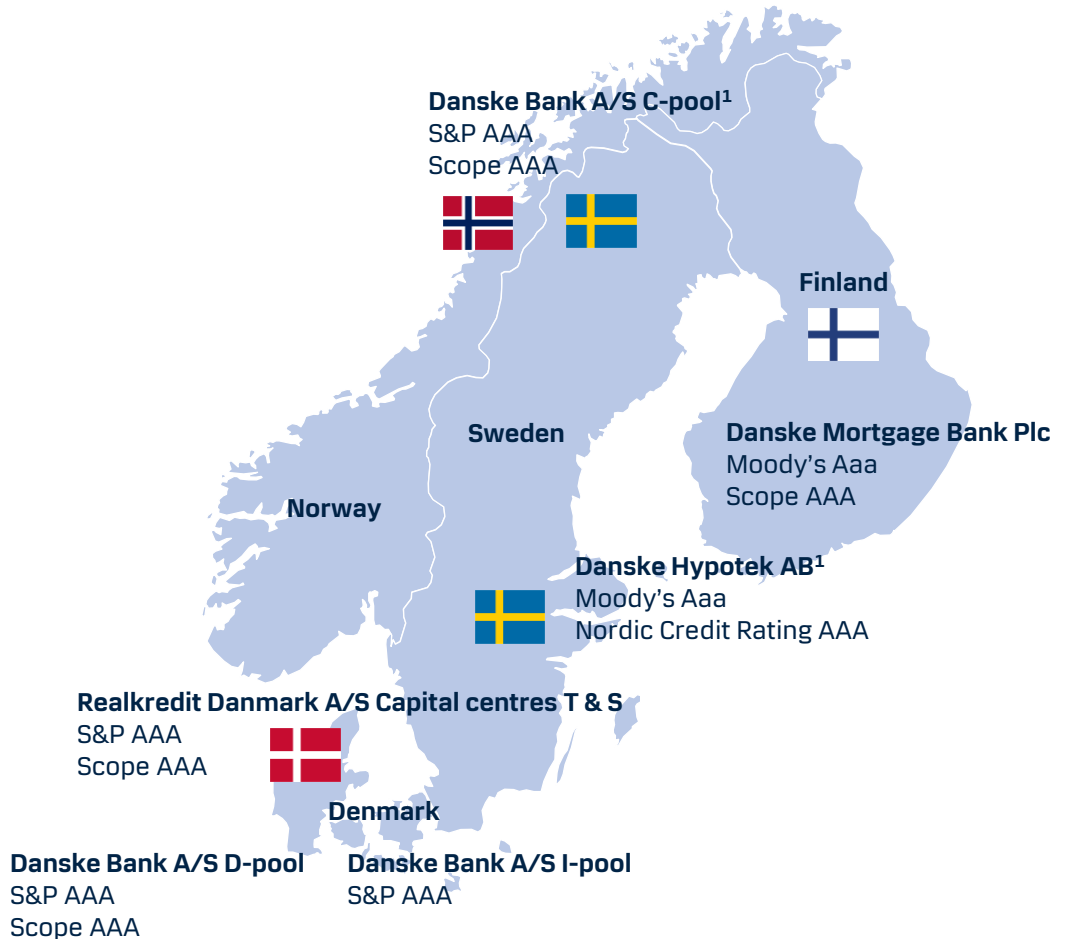 Danske Bank A/S C-pool¹
S&P AAA
Scope AAA
Finland
Sweden
Danske Mortgage Bank Plc
Moody’s Aaa
Scope AAA
Norway
Danske Hypotek AB¹
Moody’s Aaa
Nordic Credit Rating AAA
Realkredit Danmark A/S Capital centres T & S
S&P AAA
Scope AAA
Denmark
Danske Bank A/S D-pool
S&P AAA
Scope AAA
Danske Bank A/S I-pool
S&P AAA